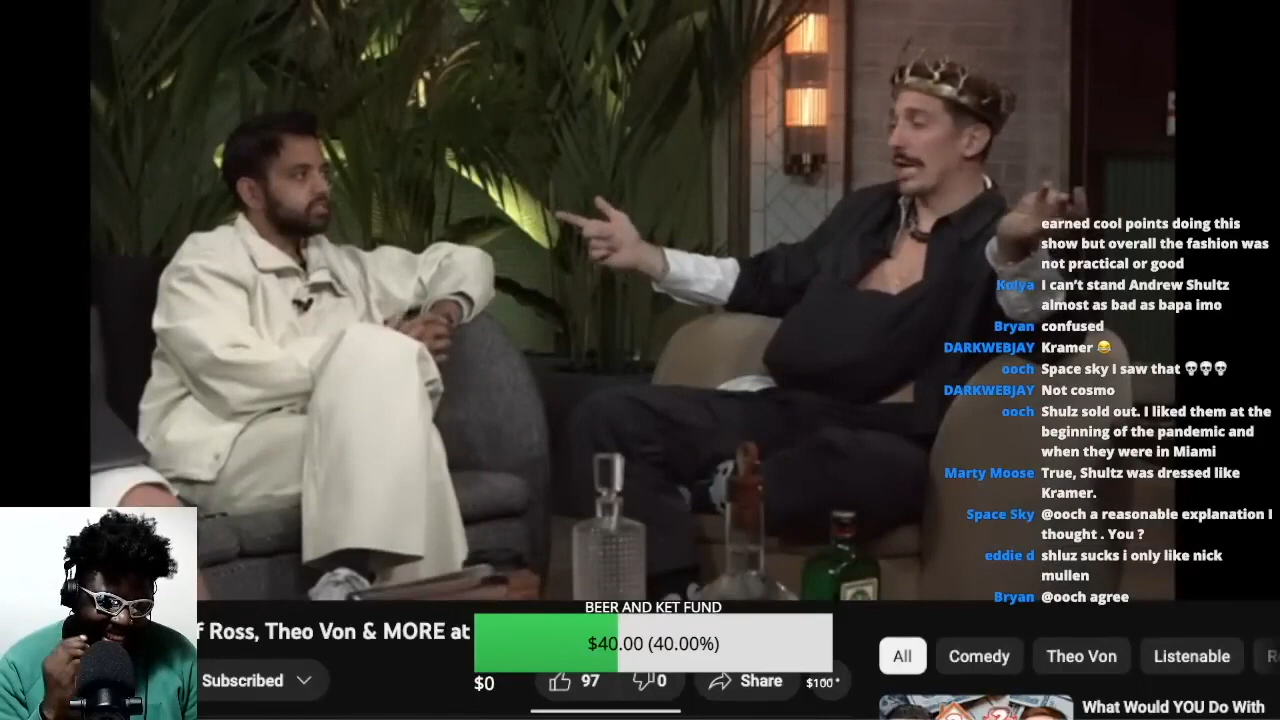 earned cool points doing this
show but overall the fashion was
not practical or good
Kolya I can't stand Andrew Shultz
almost as bad as bapa imo
Bryan confused
DARKWEBJAY Kramer 😂
ooch Space sky I saw that 💀💀💀
DARKWEBJAY Not cosmo
ooch Shulz sold out. I liked them at the
beginning of the pandemic and
when they were in Miami
Marty Moose True, Shultz was dressed like
Kramer.
Space Sky @ooch a reasonable explanation I
thought . You ?
eddie d shluz sucks i only like nick
mullen
Bryan @ooch agree
BEER AND KET FUND
$40.00 (40.00%)
$0
$100
f Ross, Theo Von & MORE at
Subscribed
97
0
Share
All
Comedy
Theo Von
Listenable
What Would YOU Do With